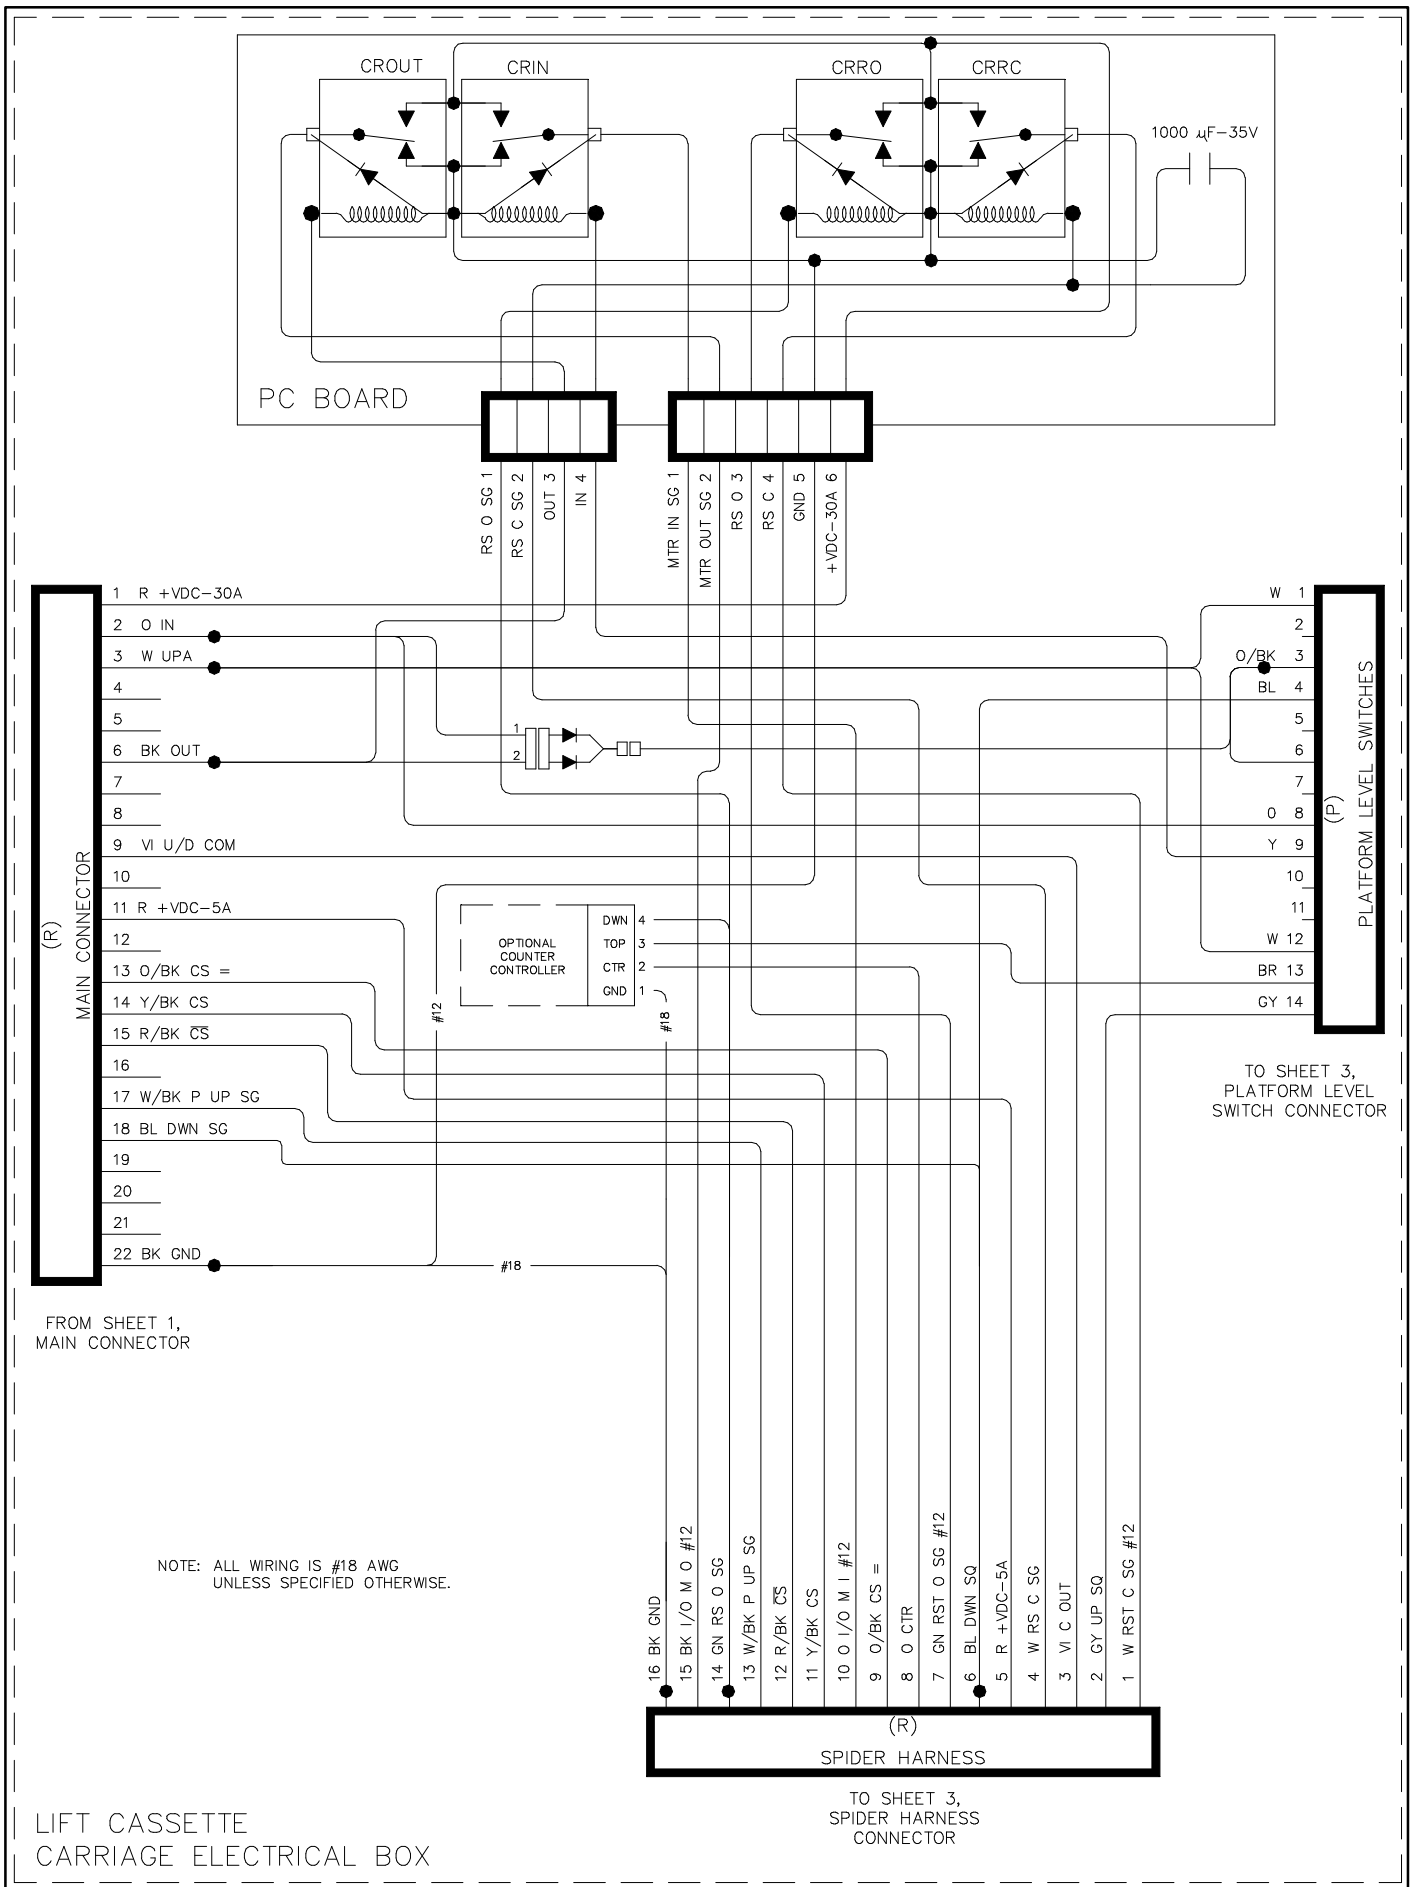 CROUT
CRIN
CRRO
CRRC
1000 µF-35V
PC BOARD
RS O SG 1
RS C SG 2
OUT 3
IN 4
MTR IN SG 1
MTR OUT SG 2
RS O 3
RS C 4
GND 5
+VDC-30A 6
1 R +VDC-30A
2 O IN
3 W UPA
4
5
6 BK OUT
7
8
9 VI U/D COM
10
11 R +VDC-5A
12
13 O/BK CS =
14 Y/BK CS
15 R/BK C̅S̅
16
17 W/BK P UP SG
18 BL DWN SG
19
20
21
22 BK GND
(R)
MAIN CONNECTOR
FROM SHEET 1,
MAIN CONNECTOR
1
2
W 1
2
O/BK 3
BL 4
5
6
7
O 8
Y 9
10
11
W 12
BR 13
GY 14
(P)
PLATFORM LEVEL SWITCHES
TO SHEET 3,
PLATFORM LEVEL
SWITCH CONNECTOR
OPTIONAL
COUNTER
CONTROLLER
DWN 4
TOP 3
CTR 2
GND 1
#12
#18
#18
NOTE: ALL WIRING IS #18 AWG
UNLESS SPECIFIED OTHERWISE.
16 BK GND
15 BK I/O M O #12
14 GN RS O SG
13 W/BK P UP SG
12 R/BK C̅S̅
11 Y/BK CS
10 O I/O M I #12
9 O/BK CS =
8 O CTR
7 GN RST O SG #12
6 BL DWN SQ
5 R +VDC-5A
4 W RS C SG
3 VI C OUT
2 GY UP SQ
1 W RST C SG #12
(R)
SPIDER HARNESS
TO SHEET 3,
SPIDER HARNESS
CONNECTOR
LIFT CASSETTE
CARRIAGE ELECTRICAL BOX